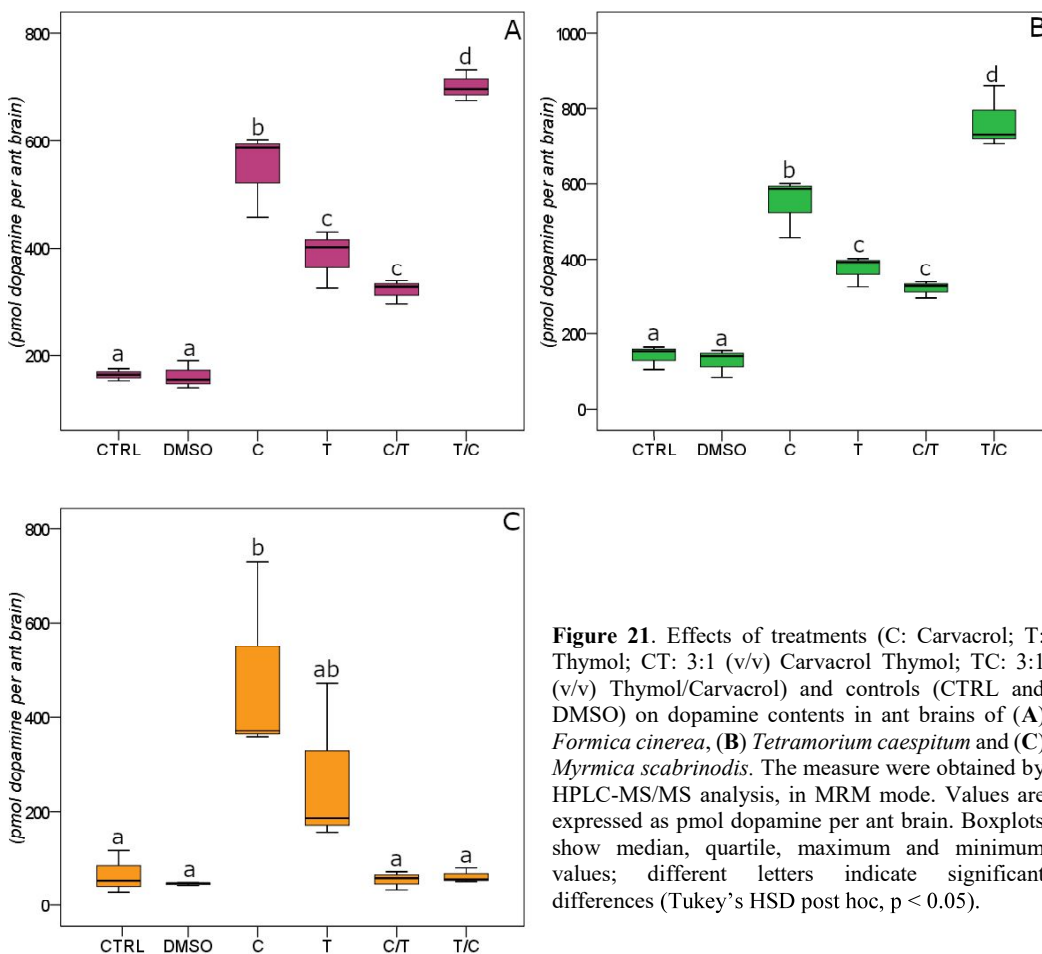 A
800
600
400
200
(pmol dopamine per ant brain)
a
a
b
c
c
d
CTRL DMSO C T C/T T/C
B
1000
800
600
400
200
0
(pmol dopamine per ant brain)
a
a
b
c
c
d
CTRL DMSO C T C/T T/C
C
800
600
400
200
0
(pmol dopamine per ant brain)
a
a
b
ab
a
a
CTRL DMSO C T C/T T/C
Figure 21. Effects of treatments (C: Carvacrol; T:
Thymol; CT: 3:1 (v/v) Carvacrol Thymol; TC: 3:1
(v/v) Thymol/Carvacrol) and controls (CTRL and
DMSO) on dopamine contents in ant brains of (A)
Formica cinerea, (B) Tetramorium caespitum and (C)
Myrmica scabrinodis. The measure were obtained by
HPLC-MS/MS analysis, in MRM mode. Values are
expressed as pmol dopamine per ant brain. Boxplots
show median, quartile, maximum and minimum
values; different letters indicate significant
differences (Tukey's HSD post hoc, p < 0.05).